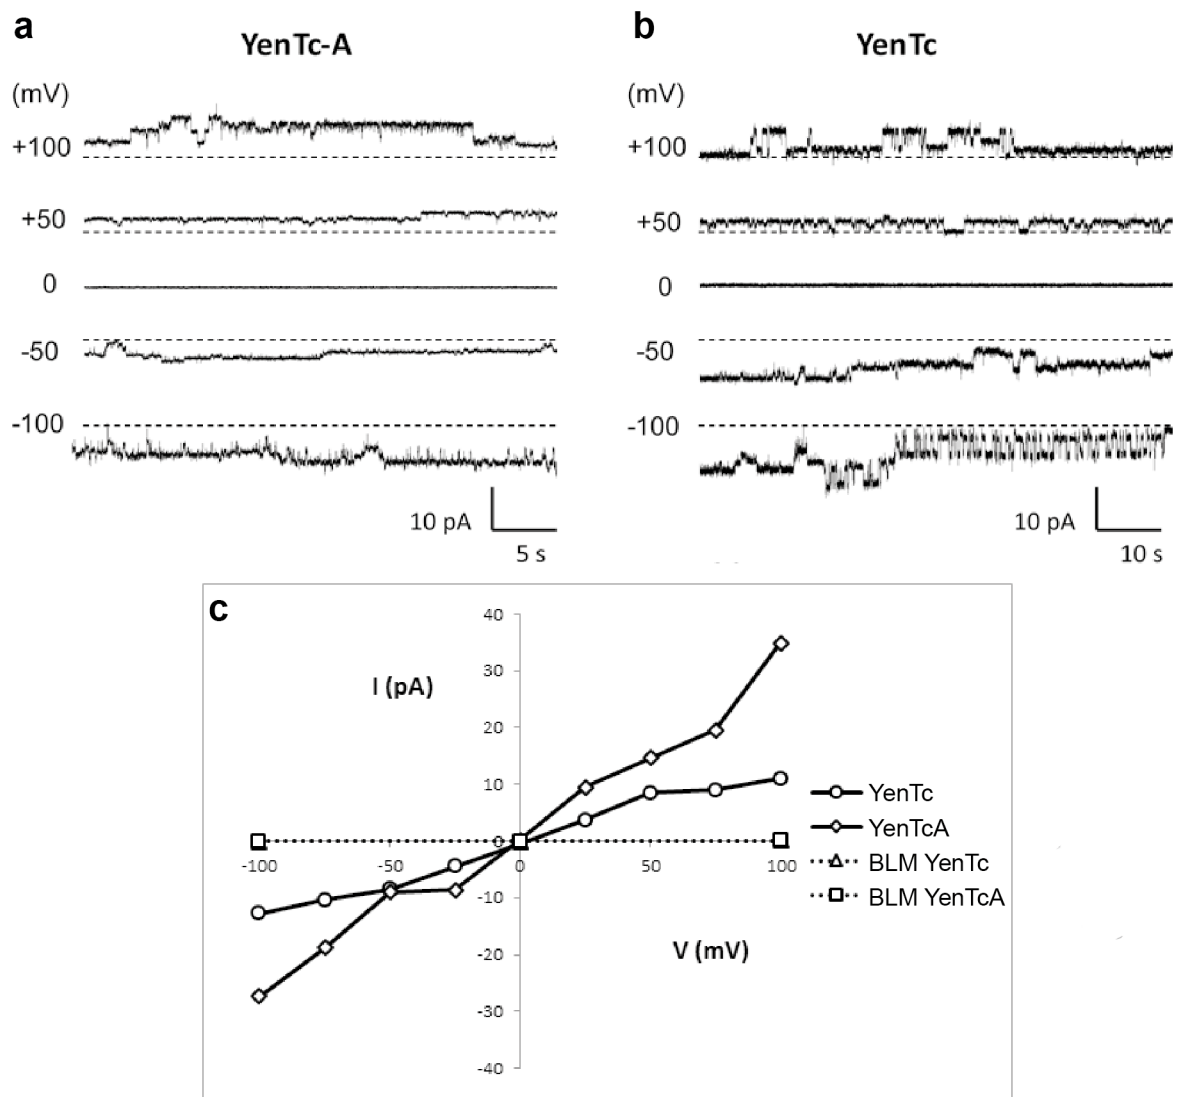 a
YenTc-A
(mV)
+100
+50
0
-50
-100
10 pA
5 s
b
YenTc
(mV)
+100
+50
0
-50
-100
10 pA
10 s
c
I (pA)
40
30
20
10
0
-10
-20
-30
-40
-100
-50
0
50
100
V (mV)
YenTc
YenTcA
BLM YenTc
BLM YenTcA